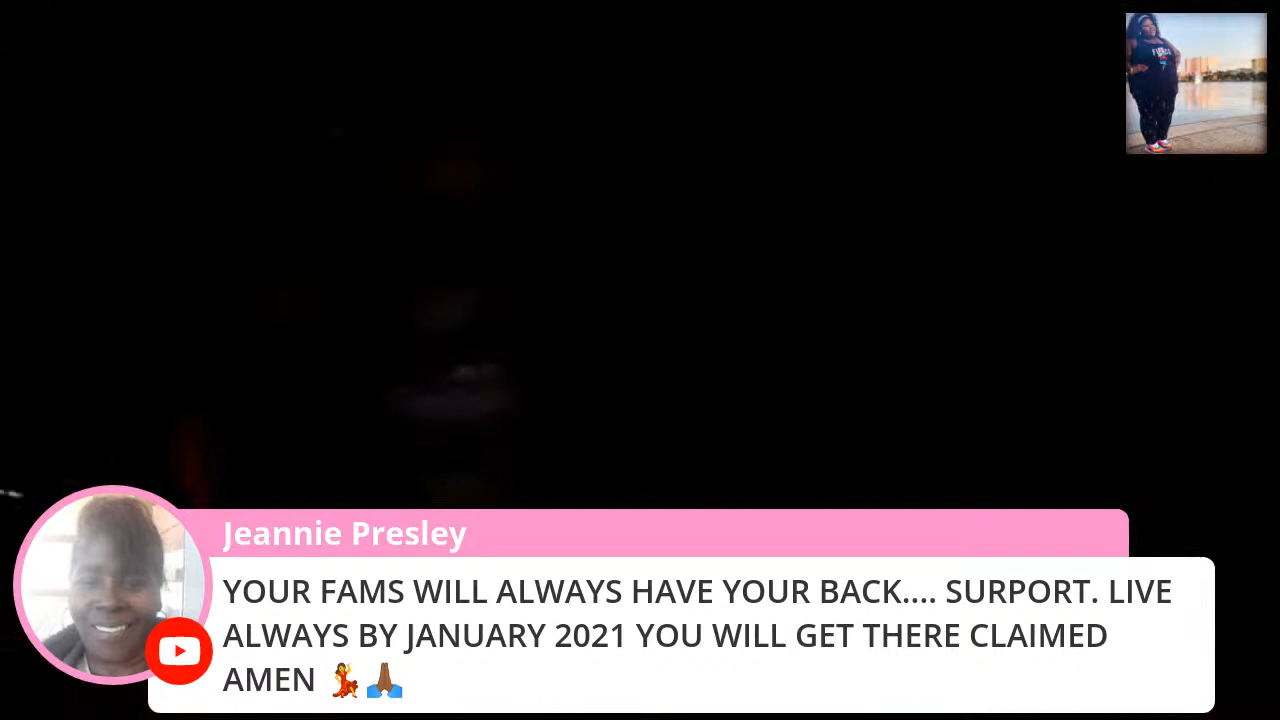 Jeannie Presley
YOUR FAMS WILL ALWAYS HAVE YOUR BACK.... SURPORT. LIVE
ALWAYS BY JANUARY 2021 YOU WILL GET THERE CLAIMED
AMEN 💃🙏🏾